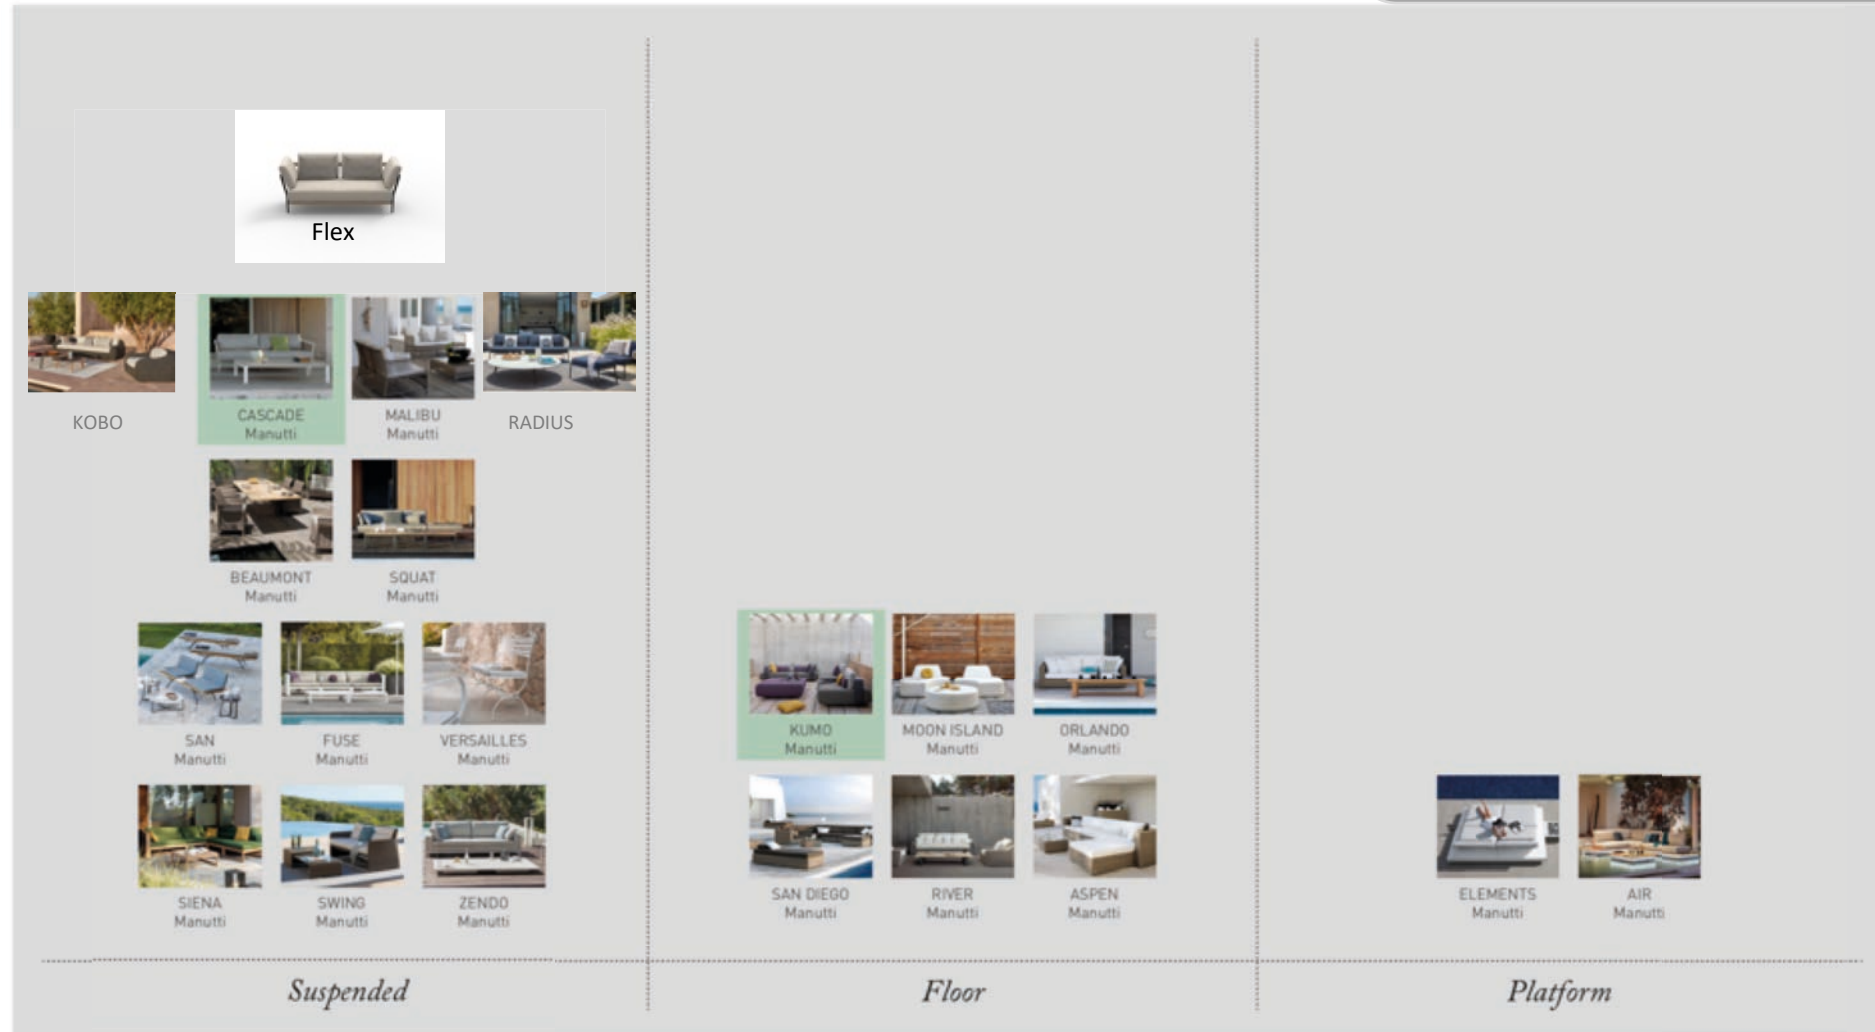 Flex
KOBO
CASCADE
Manutti
MALIBU
Manutti
RADIUS
BEAUMONT
Manutti
SQUAT
Manutti
SAN
Manutti
FUSE
Manutti
VERSAILLES
Manutti
KUMO
Manutti
MOON ISLAND
Manutti
ORLANDO
Manutti
SIENA
Manutti
SWING
Manutti
ZENDO
Manutti
SAN DIEGO
Manutti
RIVER
Manutti
ASPEN
Manutti
ELEMENTS
Manutti
AIR
Manutti
Suspended
Floor
Platform